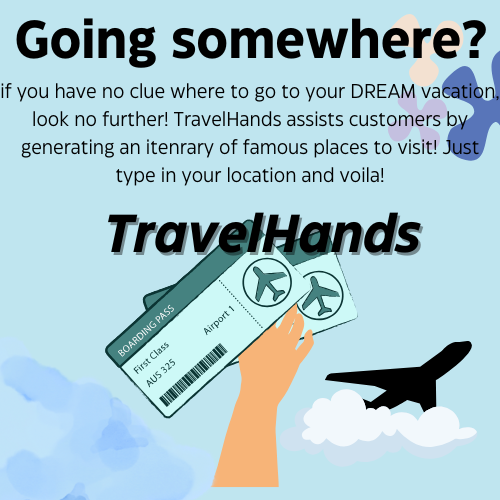 Going somewhere?
if you have no clue where to go to your DREAM vacation,
look no further! TravelHands assists customers by
generating an itenrary of famous places to visit! Just
type in your location and voila!
TravelHands
BOARDING PASS
First Class
Airport 1
AUS 325